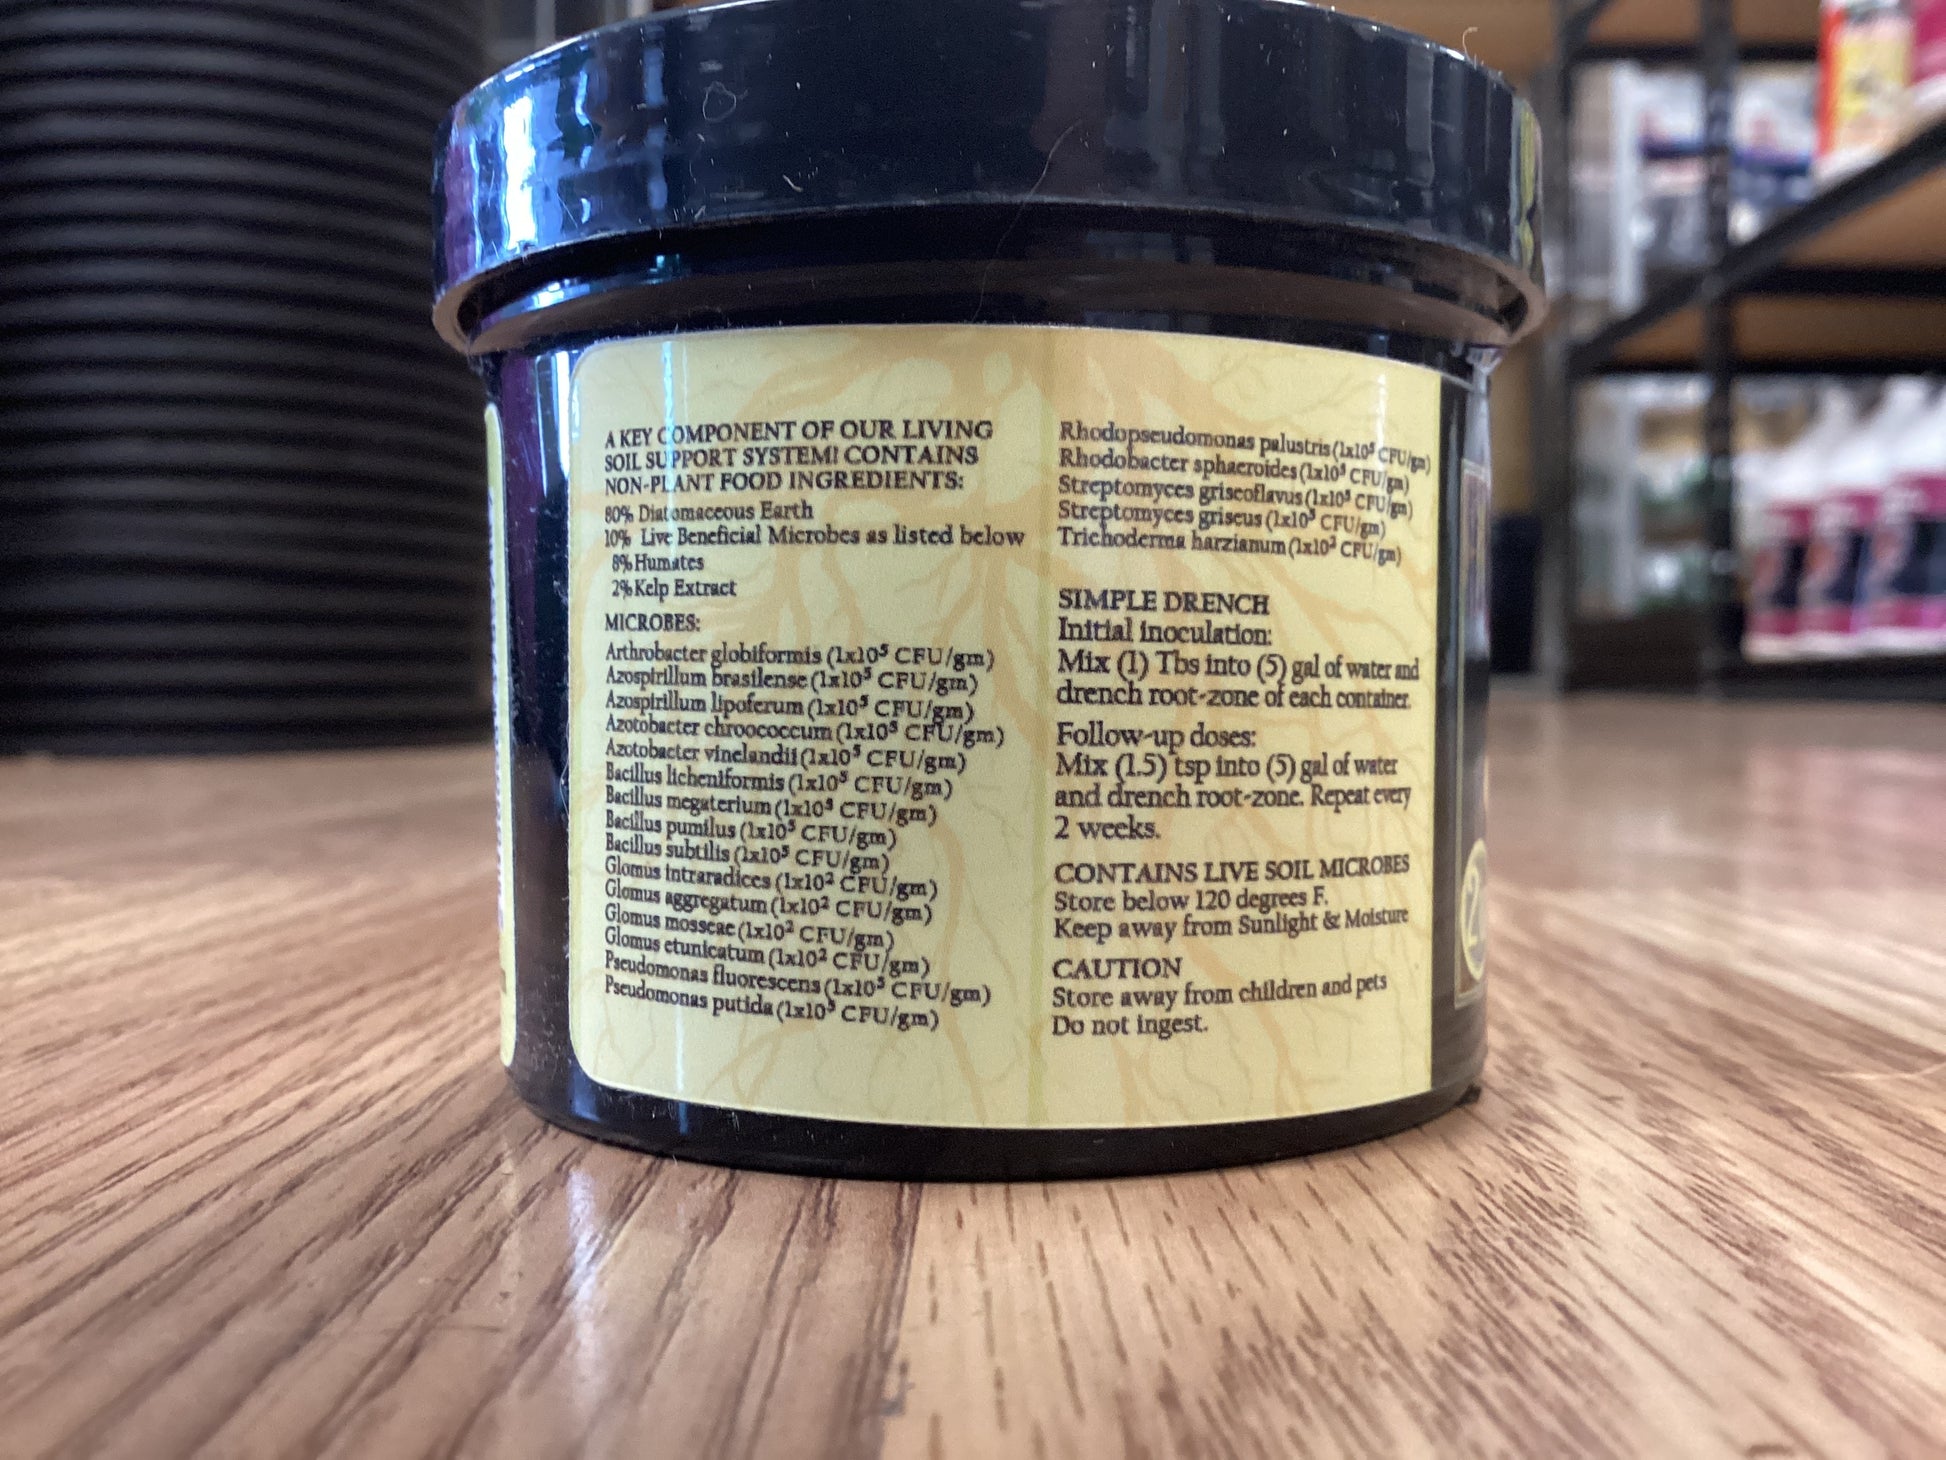 A KEY COMPONENT OF OUR LIVING
SOIL SUPPORT SYSTEM! CONTAINS
NON-PLANT FOOD INGREDIENTS:
80% Diatomaceous Earth
10% Live Beneficial Microbes as listed below
8% Humates
2% Kelp Extract
MICROBES:
Arthrobacter globiformis (1x10⁵ CFU/gm)
Azospirillum brasilense (1x10⁵ CFU/gm)
Azospirillum lipoferum (1x10⁵ CFU/gm)
Azotobacter chroococcum (1x10⁵ CFU/gm)
Azotobacter vinelandii (1x10⁵ CFU/gm)
Bacillus licheniformis (1x10⁵ CFU/gm)
Bacillus megaterium (1x10⁵ CFU/gm)
Bacillus pumilus (1x10⁵ CFU/gm)
Bacillus subtilis (1x10⁵ CFU/gm)
Glomus intraradices (1x10² CFU/gm)
Glomus aggregatum (1x10² CFU/gm)
Glomus mosseae (1x10² CFU/gm)
Glomus etunicatum (1x10² CFU/gm)
Pseudomonas fluorescens (1x10⁵ CFU/gm)
Pseudomonas putida (1x10⁵ CFU/gm)
Rhodopseudomonas palustris (1x10⁵ CFU/gm)
Rhodobacter sphaeroides (1x10⁵ CFU/gm)
Streptomyces griseoflavus (1x10⁵ CFU/gm)
Streptomyces griseus (1x10⁵ CFU/gm)
Trichoderma harzianum (1x10² CFU/gm)
SIMPLE DRENCH
Initial inoculation:
Mix (1) Tbs into (5) gal of water and
drench root-zone of each container.
Follow-up doses:
Mix (1.5) tsp into (5) gal of water
and drench root-zone. Repeat every
2 weeks.
CONTAINS LIVE SOIL MICROBES
Store below 120 degrees F.
Keep away from Sunlight & Moisture
CAUTION
Store away from children and pets
Do not ingest.
2